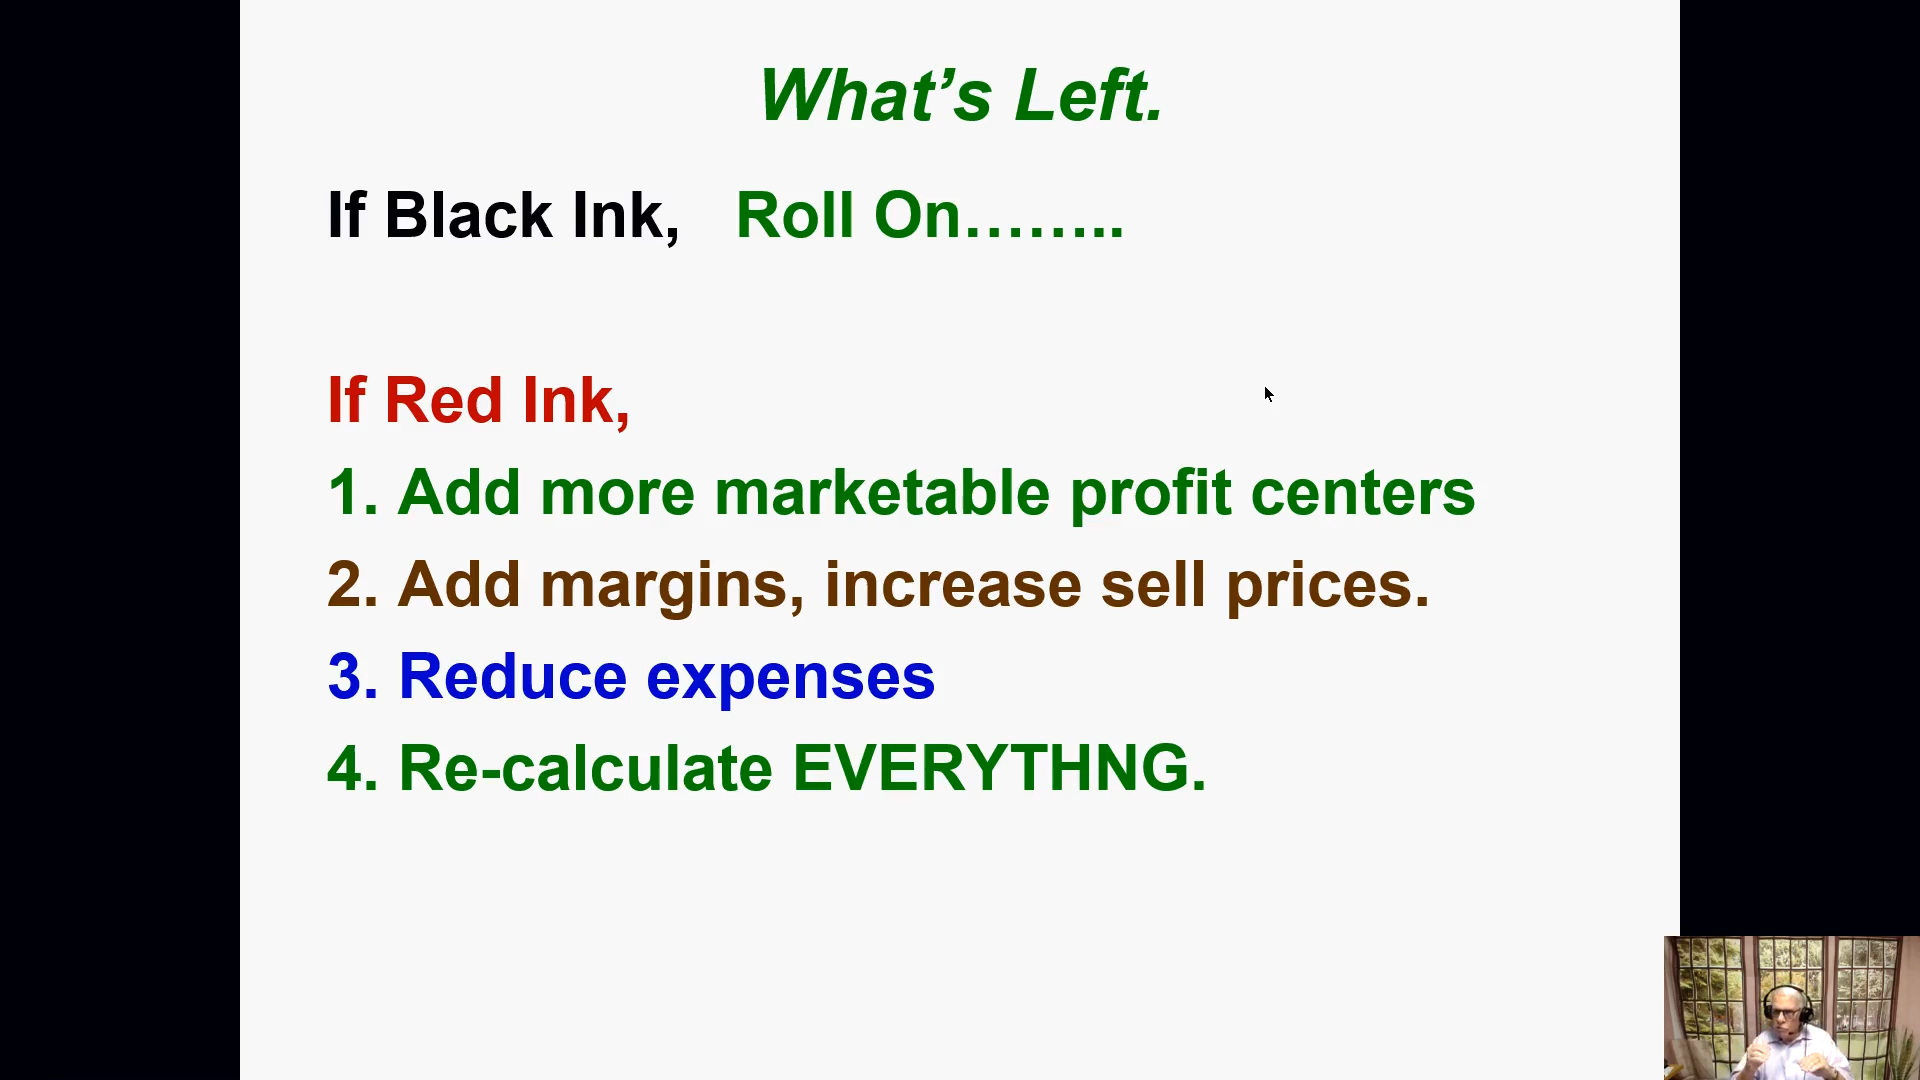 What’s Left.
If Black Ink, Roll On……..
If Red Ink,
1. Add more marketable profit centers
2. Add margins, increase sell prices.
3. Reduce expenses
4. Re-calculate EVERYTHNG.